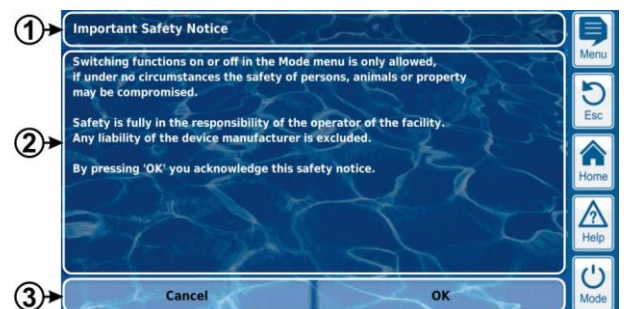 1
Important Safety Notice
Menu
2
Switching functions on or off in the Mode menu is only allowed,
if under no circumstances the safety of persons, animals or property
may be compromised.
Safety is fully in the responsibility of the operator of the facility.
Any liability of the device manufacturer is excluded.
By pressing 'OK' you acknowledge this safety notice.
Esc
Home
?
Help
3
Cancel
OK
Mode